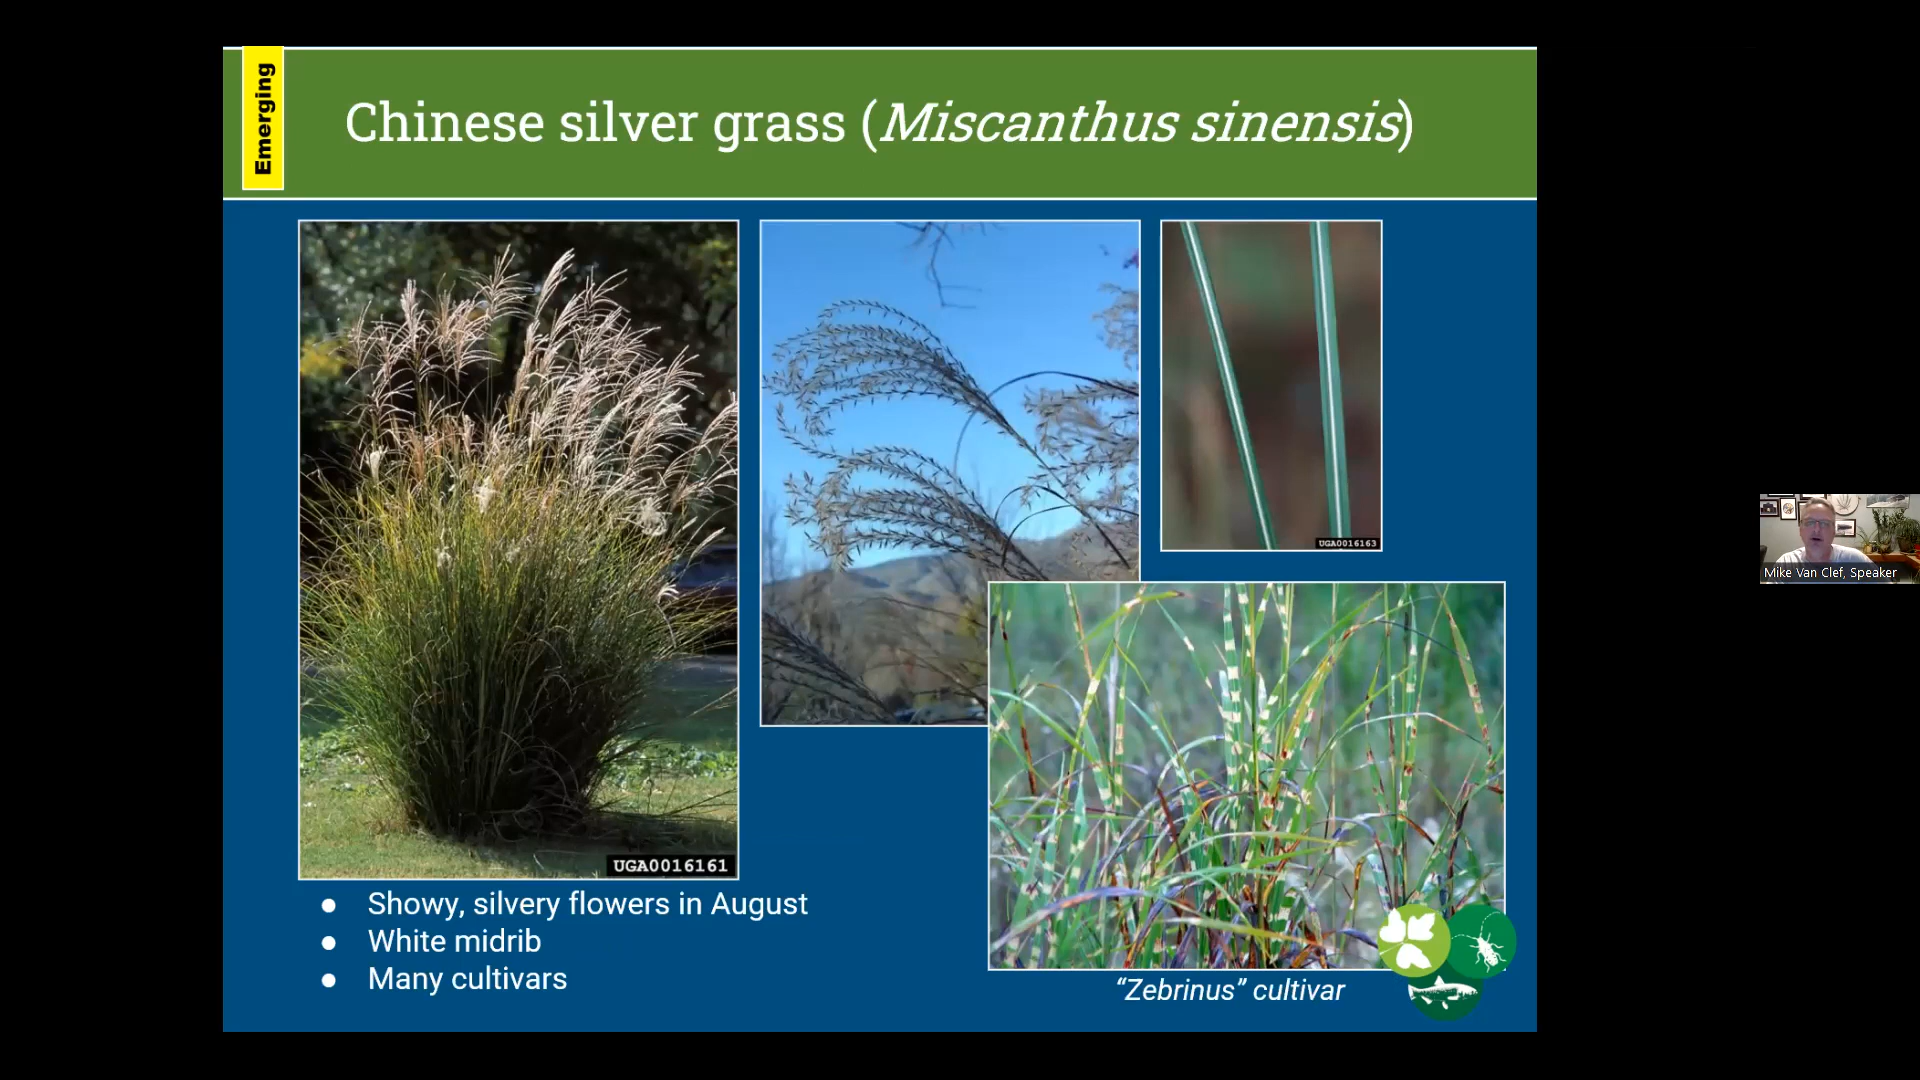 Emerging
Chinese silver grass (Miscanthus sinensis)
UGA0016163
UGA0016161
Mike Van Clef, Speaker
● Showy, silvery flowers in August
● White midrib
● Many cultivars
“Zebrinus” cultivar